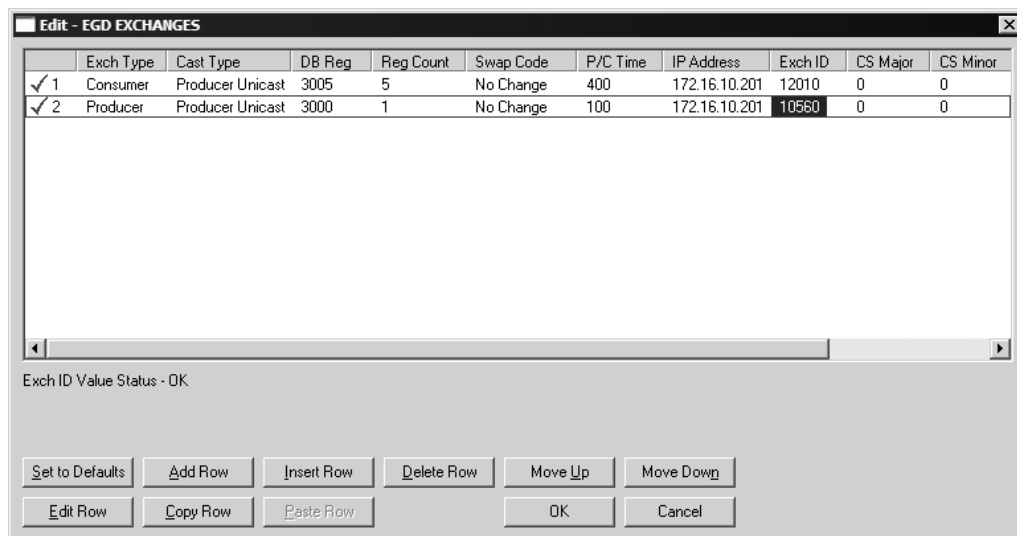 Edit - EGD EXCHANGES
Exch Type Cast Type DB Reg Reg Count Swap Code P/C Time IP Address Exch ID CS Major CS Minor
1 Consumer Producer Unicast 3005 5 No Change 400 172.16.10.201 12010 0 0
2 Producer Producer Unicast 3000 1 No Change 100 172.16.10.201 10560 0 0
Exch ID Value Status - OK
Set to Defaults Add Row Insert Row Delete Row Move Up Move Down
Edit Row Copy Row Paste Row OK Cancel